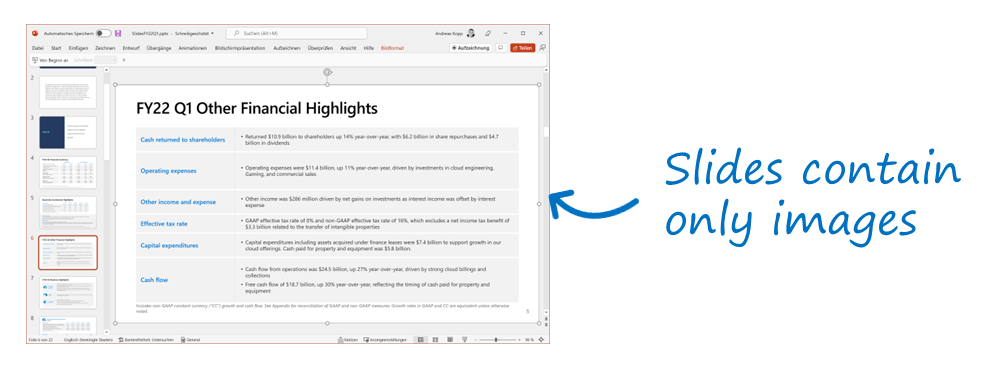 Automatisches Speichern
SlidesFY22Q1.pptx • Schreibgeschützt
Suchen (Alt+M)
Andreas Kopp
Datei Start Einfügen Zeichnen Entwurf Übergänge Animationen Bildschirmpräsentation Aufzeichnen Überprüfen Ansicht Hilfe Bildformat
Aufzeichnung
Teilen
Von Beginn an
2
3
4
5
6
7
8
FY22 Q1 Other Financial Highlights
Cash returned to shareholders
• Returned $10.9 billion to shareholders up 14% year-over-year, with $6.2 billion in share repurchases and $4.7
billion in dividends
Operating expenses
• Operating expenses were $11.4 billion, up 11% year-over-year, driven by investments in cloud engineering,
Gaming, and commercial sales
Other income and expense
• Other income was $286 million driven by net gains on investments as interest income was offset by interest
expense
Effective tax rate
• GAAP effective tax rate of 0% and non-GAAP effective tax rate of 16%, which excludes a net income tax benefit of
$3.3 billion related to the transfer of intangible properties
Capital expenditures
• Capital expenditures including assets acquired under finance leases were $7.4 billion to support growth in our
cloud offerings. Cash paid for property and equipment was $5.8 billion.
Cash flow
• Cash flow from operations was $24.5 billion, up 27% year-over-year, driven by strong cloud billings and
collections
• Free cash flow of $18.7 billion, up 30% year-over-year, reflecting the timing of cash paid for property and
equipment
Includes non-GAAP constant currency ("CC") growth and cash flow. See Appendix for reconciliation of GAAP and non-GAAP measures. Growth rates in GAAP and CC are equivalent unless otherwise
noted.
5
Folie 6 von 22
Englisch (Vereinigte Staaten)
Barrierefreiheit: Untersuchen
General
Notizen
Anzeigeeinstellungen
Slides contain
only images